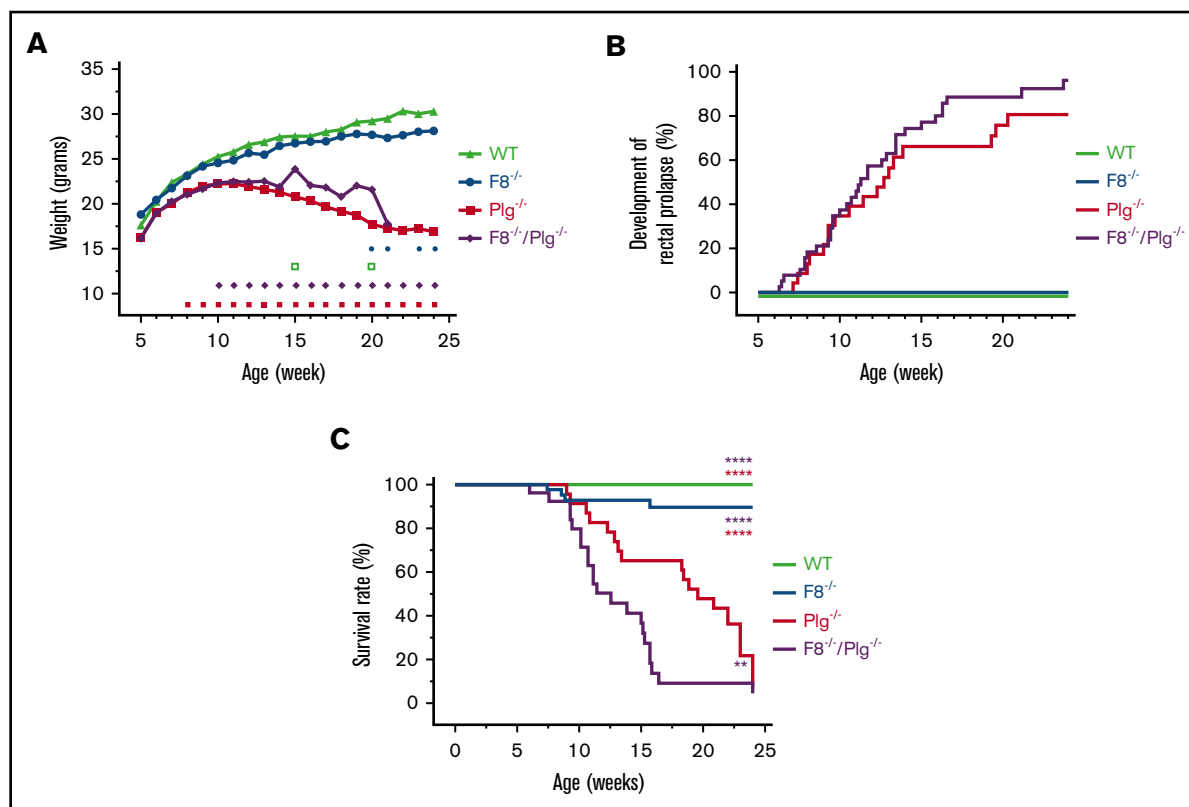 A
Weight (grams)
35
30
25
20
15
10
5
10
15
20
25
Age (week)
WT
F8-/-
Plg-/-
F8-/-/Plg-/-
B
Development of
rectal prolapse (%)
100
80
60
40
20
0
5
10
15
20
Age (week)
WT
F8-/-
Plg-/-
F8-/-/Plg-/-
C
Survival rate (%)
100
80
60
40
20
0
0
5
10
15
20
25
Age (weeks)
****
****
****
****
**
WT
F8-/-
Plg-/-
F8-/-/Plg-/-